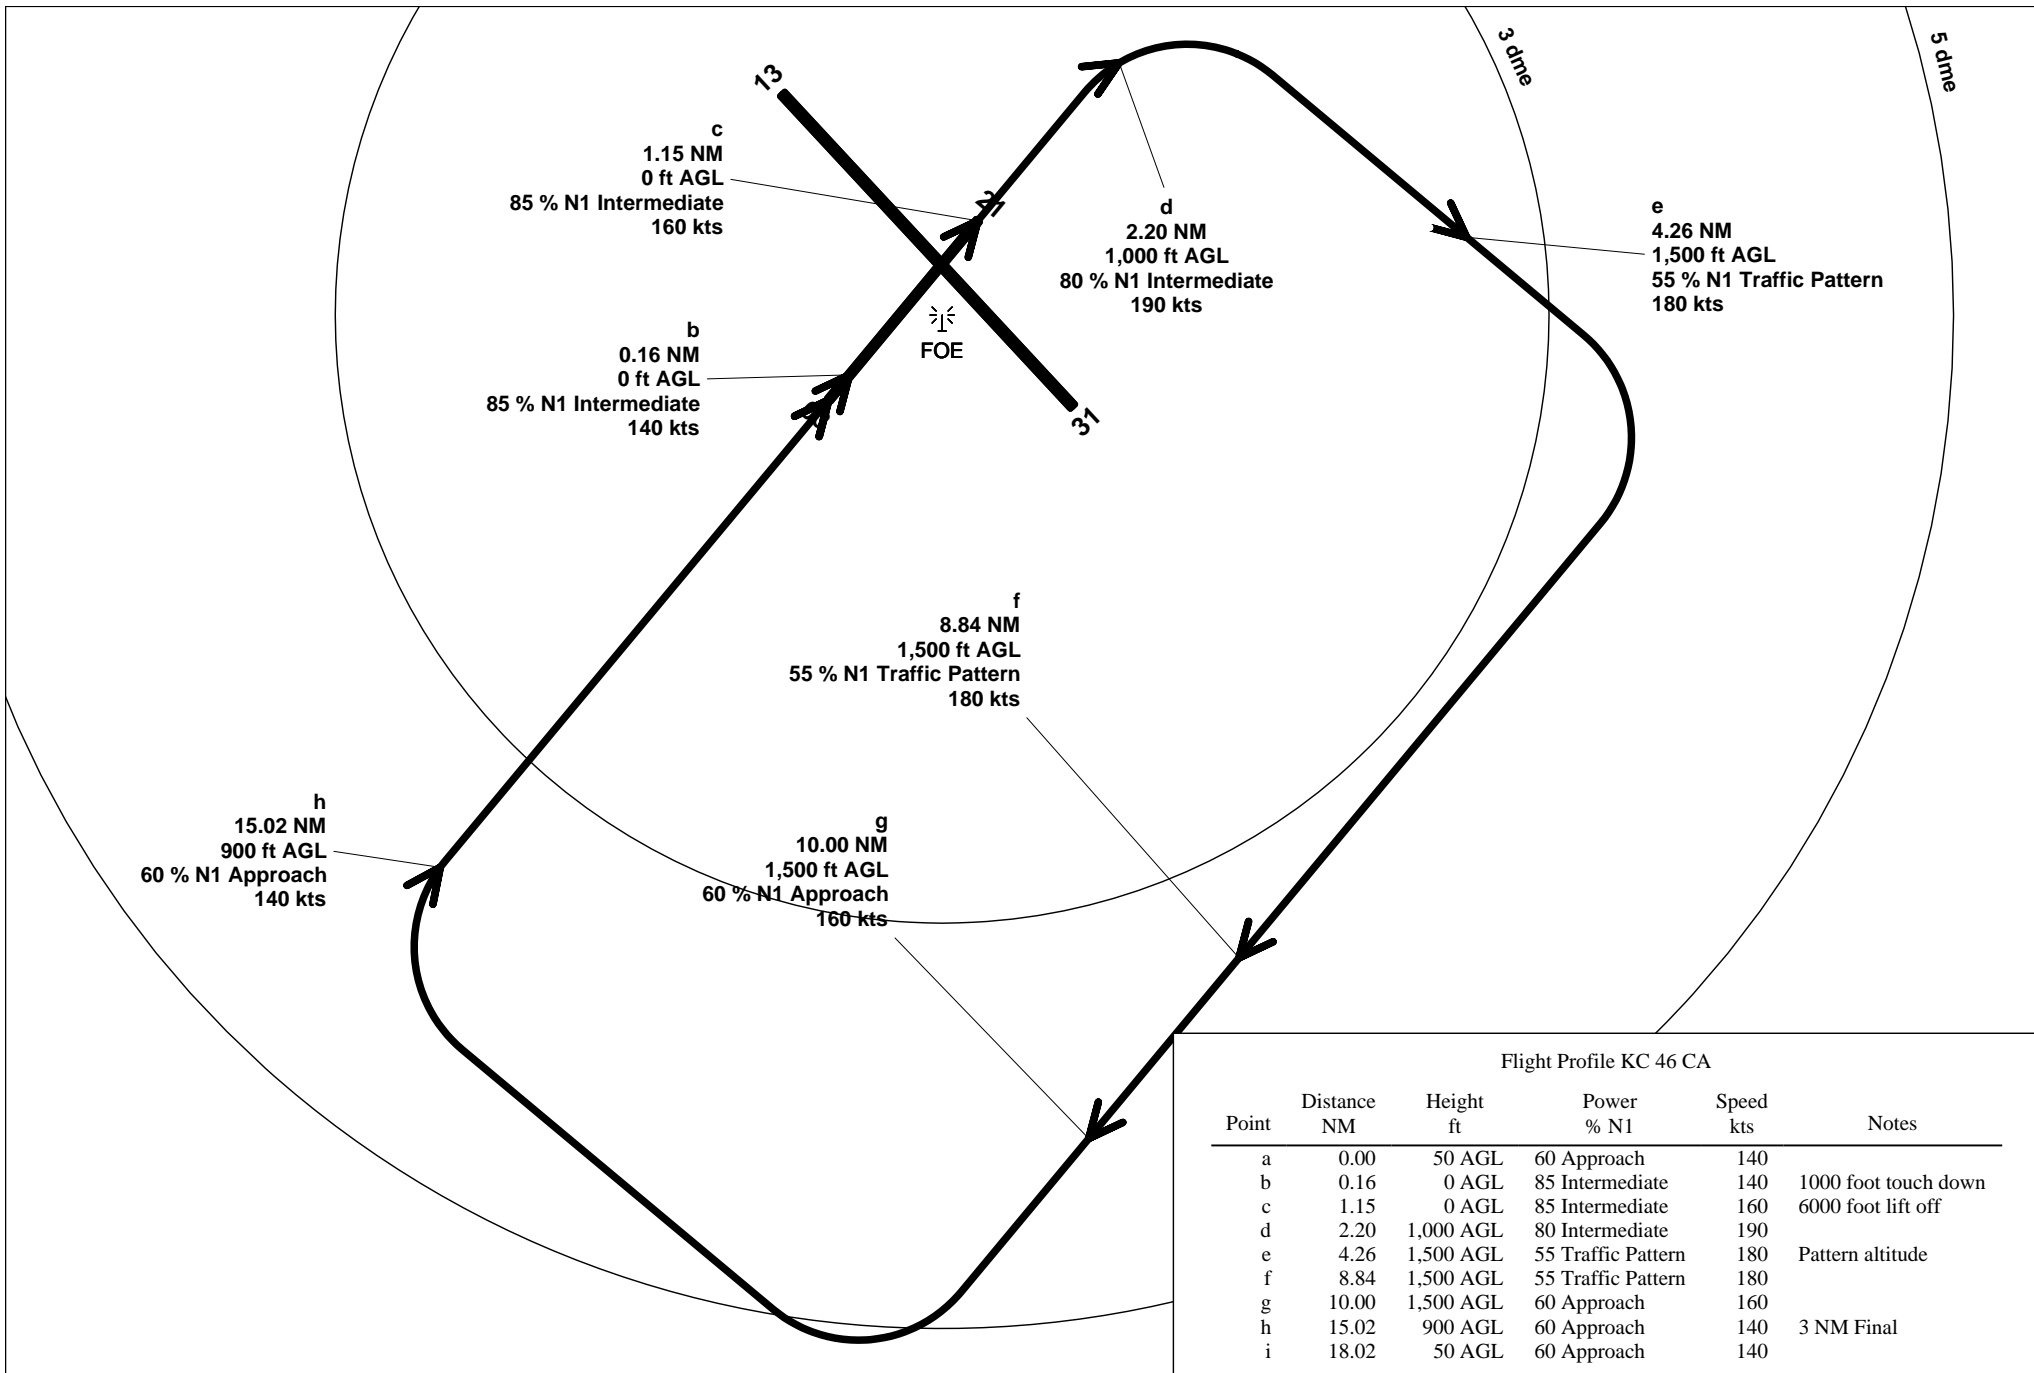 13
3 dme
5 dme
c
1.15 NM
0 ft AGL
85 % N1 Intermediate
160 kts
21
d
2.20 NM
1,000 ft AGL
80 % N1 Intermediate
190 kts
e
4.26 NM
1,500 ft AGL
55 % N1 Traffic Pattern
180 kts
b
0.16 NM
0 ft AGL
85 % N1 Intermediate
140 kts
FOE
31
f
8.84 NM
1,500 ft AGL
55 % N1 Traffic Pattern
180 kts
h
15.02 NM
900 ft AGL
60 % N1 Approach
140 kts
g
10.00 NM
1,500 ft AGL
60 % N1 Approach
160 kts
Flight Profile KC 46 CA
Distance Height Power Speed
Point NM ft % N1 kts Notes
a 0.00 50 AGL 60 Approach 140
b 0.16 0 AGL 85 Intermediate 140 1000 foot touch down
c 1.15 0 AGL 85 Intermediate 160 6000 foot lift off
d 2.20 1,000 AGL 80 Intermediate 190
e 4.26 1,500 AGL 55 Traffic Pattern 180 Pattern altitude
f 8.84 1,500 AGL 55 Traffic Pattern 180
g 10.00 1,500 AGL 60 Approach 160
h 15.02 900 AGL 60 Approach 140 3 NM Final
i 18.02 50 AGL 60 Approach 140